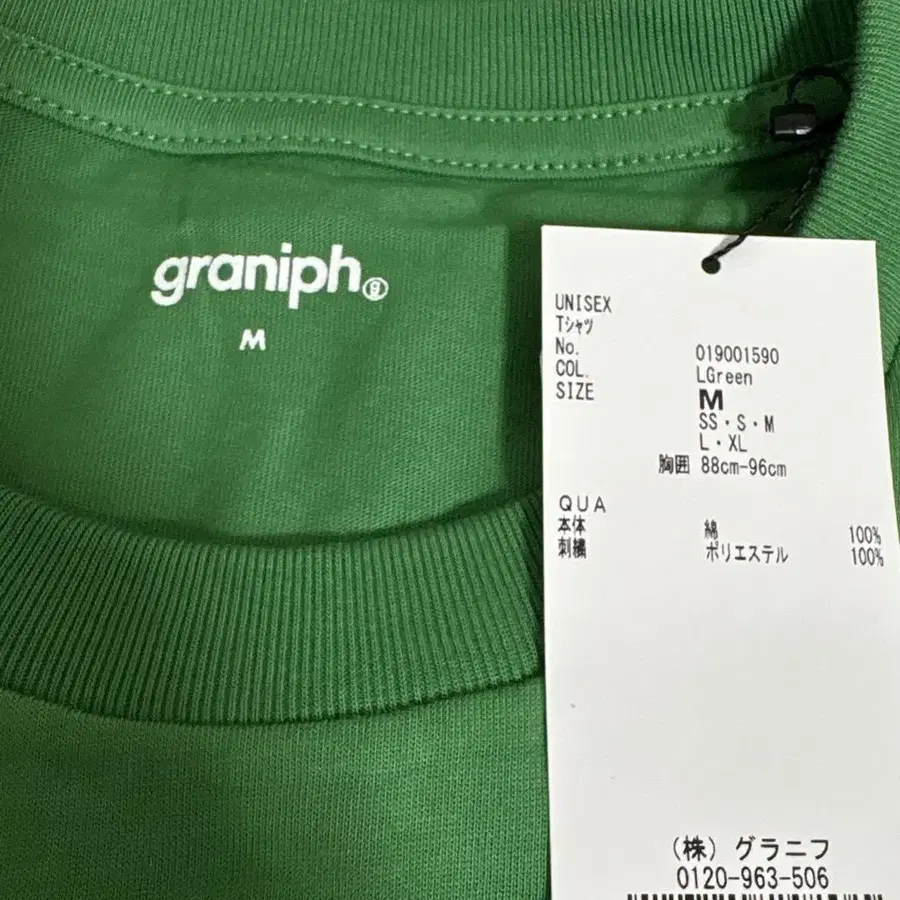 graniph®
M
UNISEX
Tシャツ
No. 019001590
COL. LGreen
SIZE M
SS・S・M
L・XL
胸囲 88cm-96cm
QUA
本体 綿 100%
刺繍 ポリエステル 100%
(株) グラニフ
0120-963-506